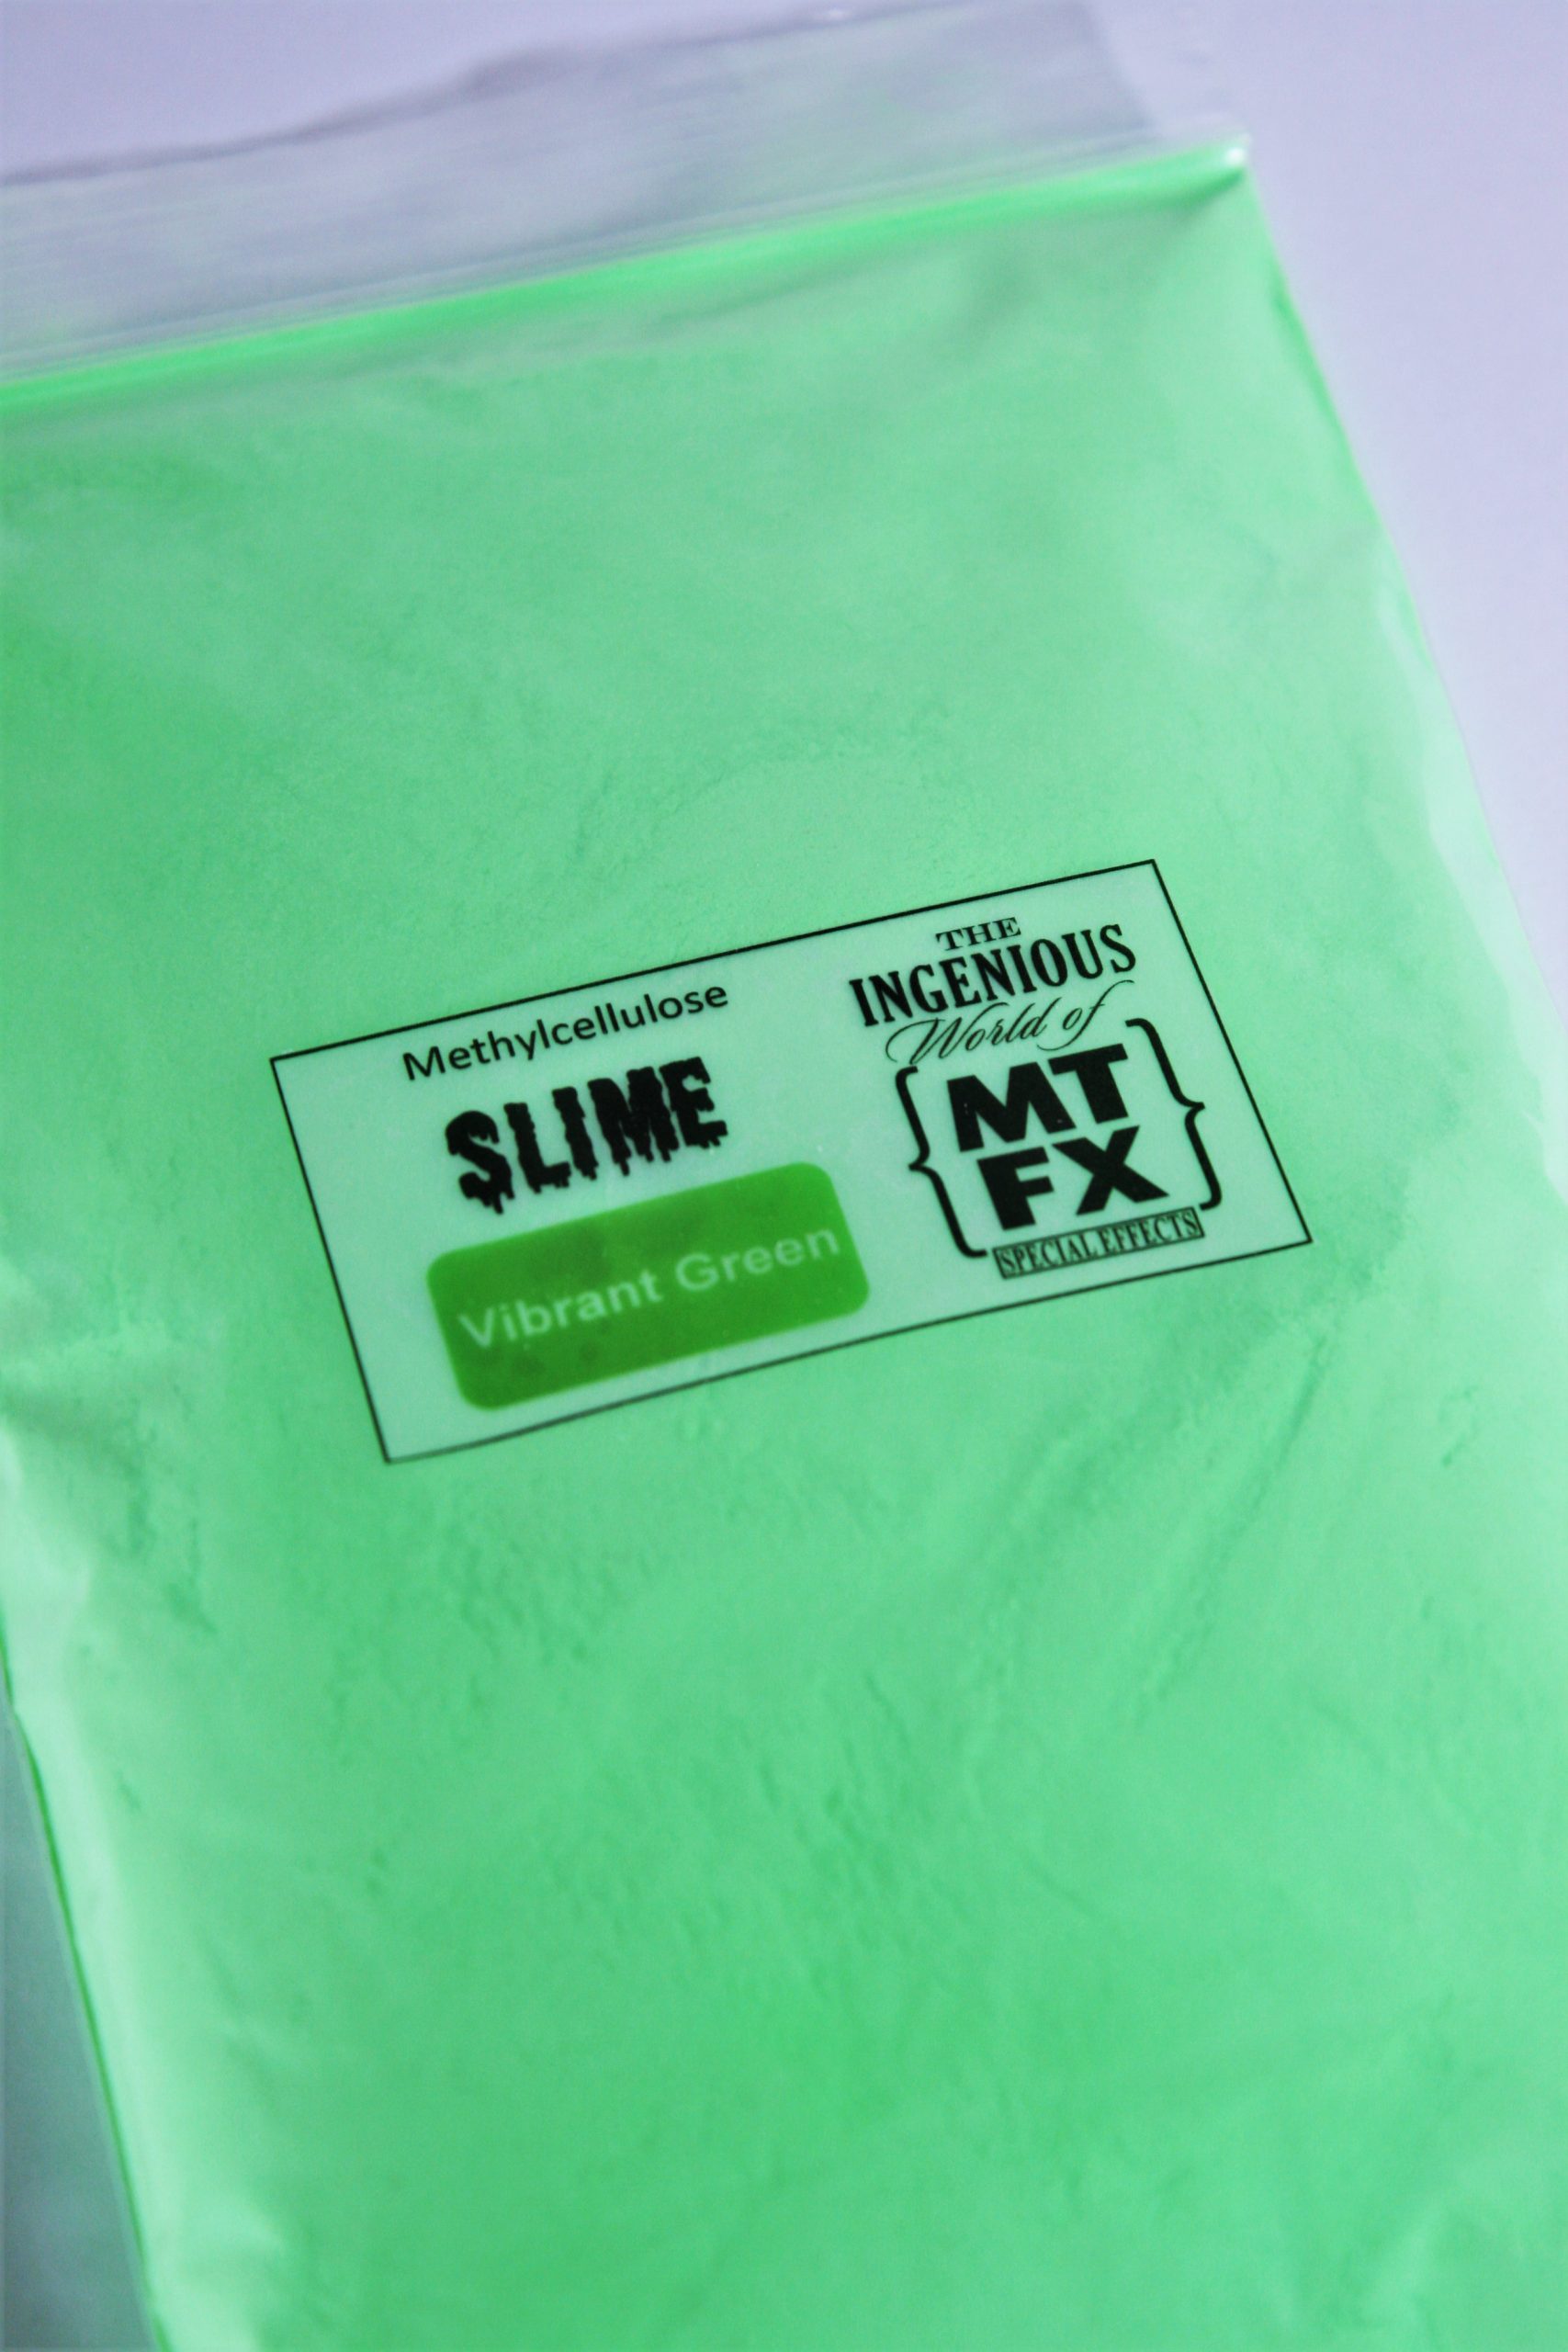 Methylcellulose
SLIME
Vibrant Green
THE
INGENIOUS
World of
MT
FX
SPECIAL EFFECTS